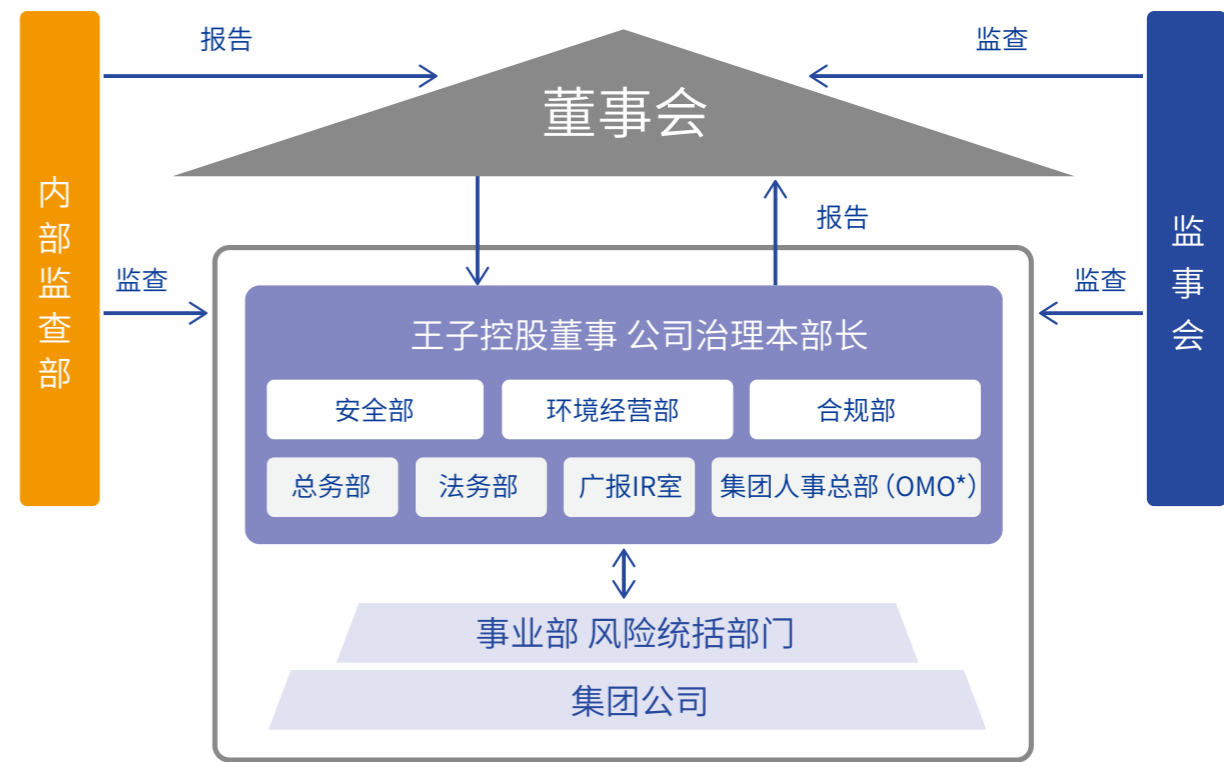 报告
监查
董事会
内部监查部
监事会
报告
监查
监查
王子控股董事 公司治理本部长
安全部
环境经营部
合规部
总务部
法务部
广报IR室
集团人事总部（OMO*）
事业部 风险统括部门
集团公司